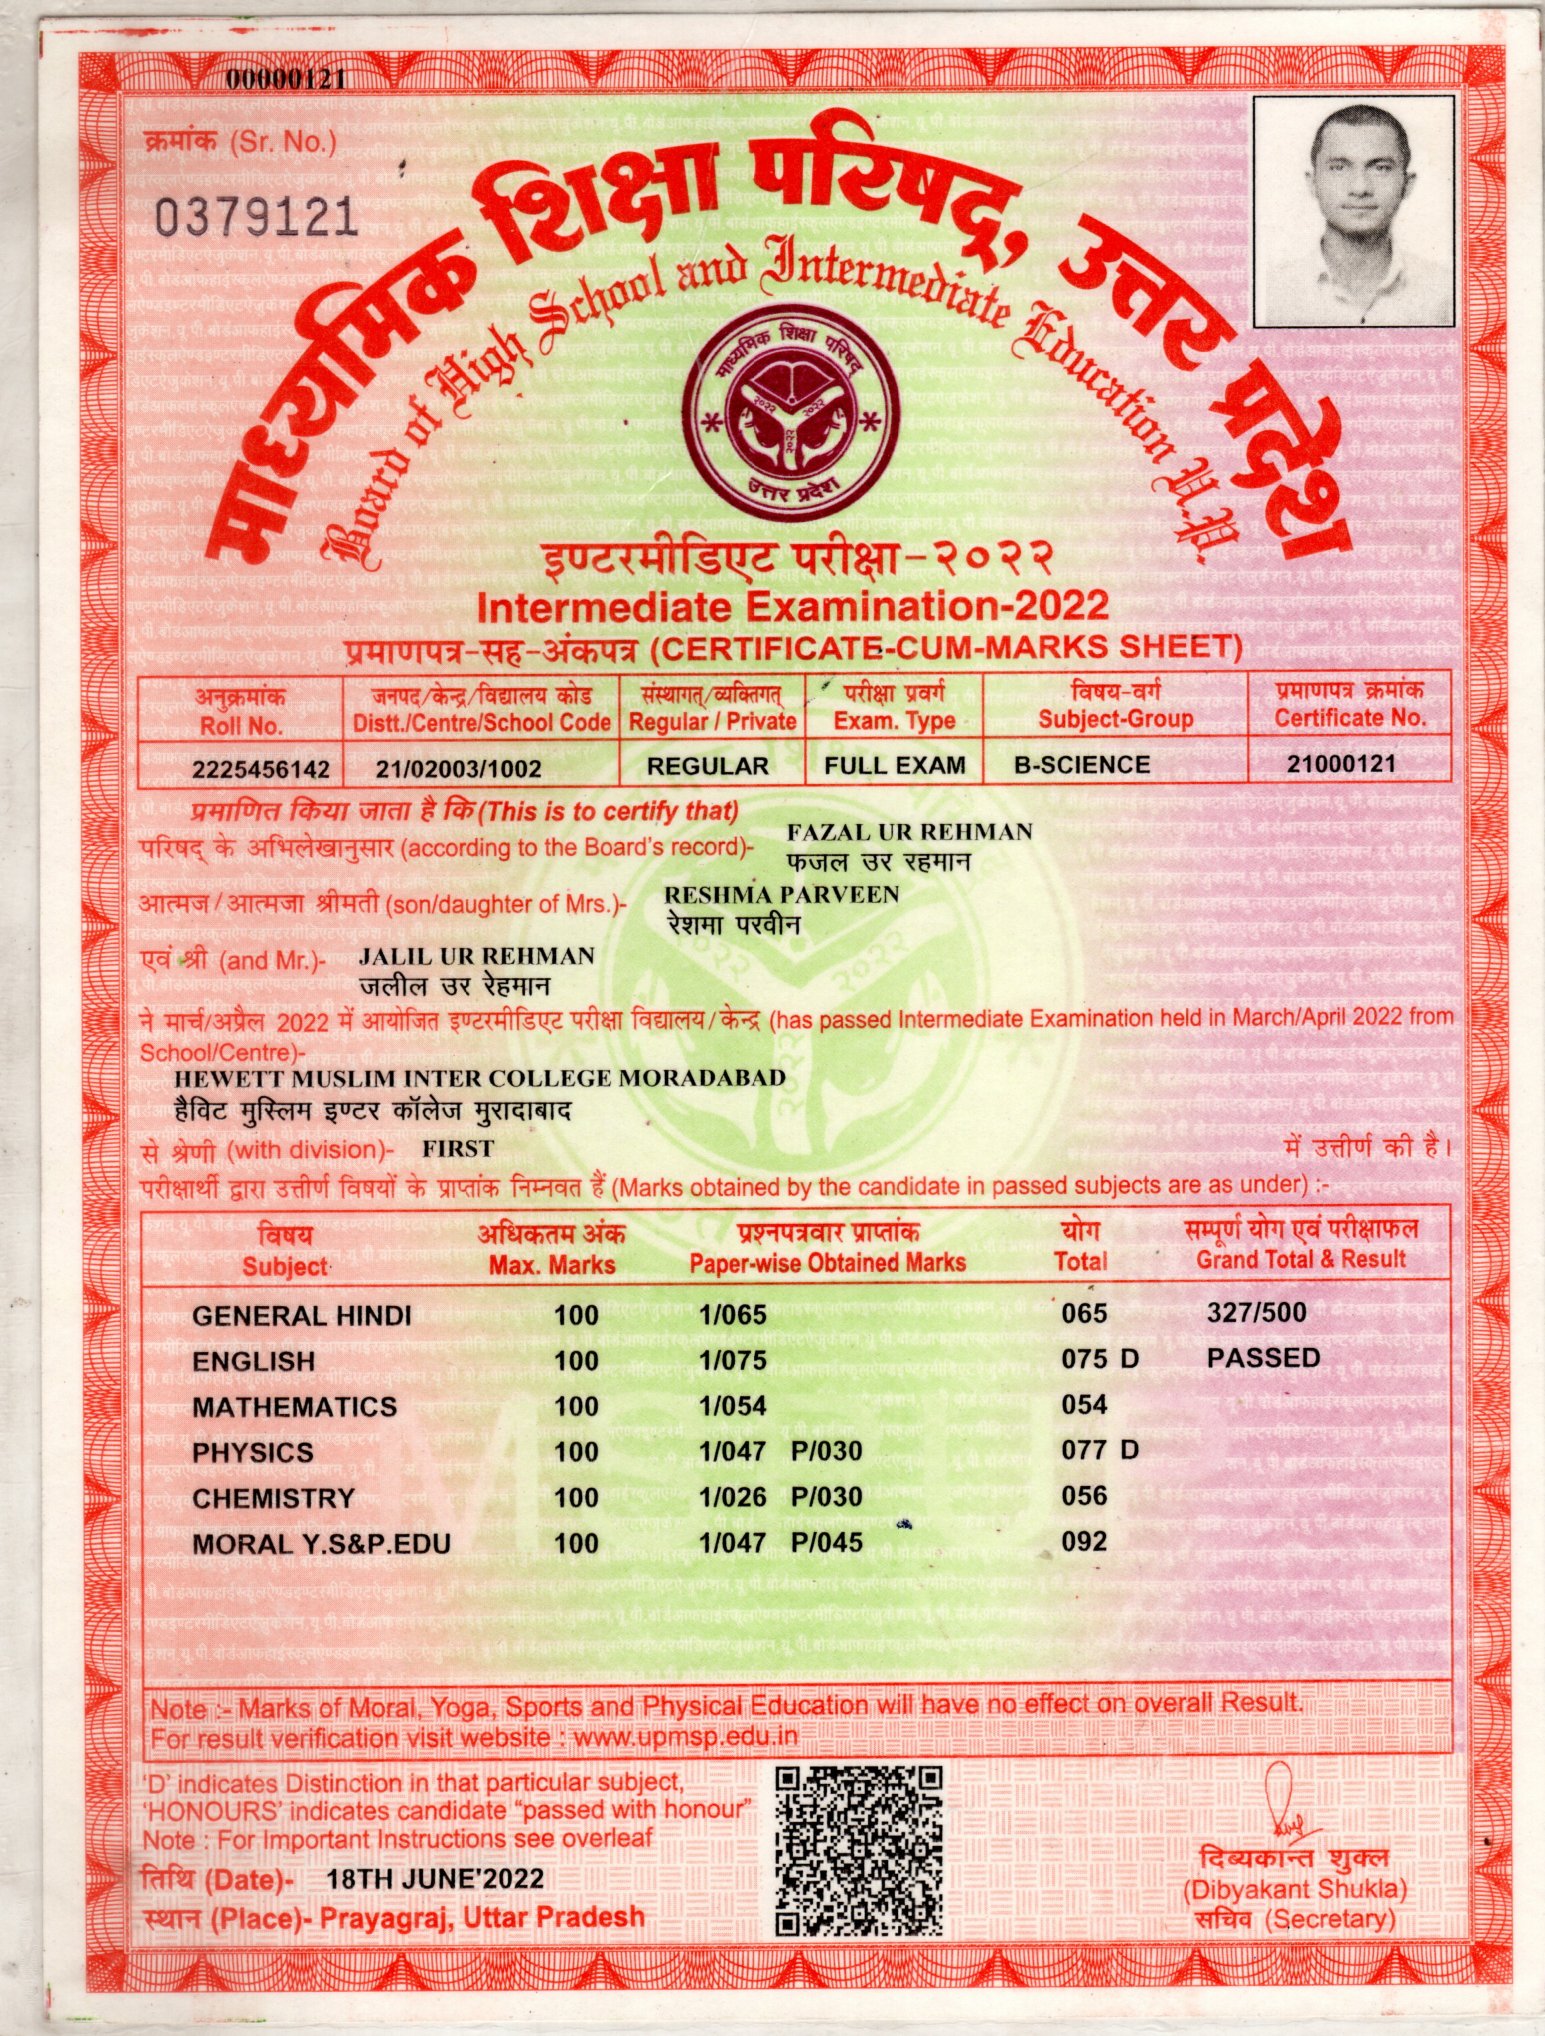 00000121
क्रमांक (Sr. No.)
0379121
माध्यमिक शिक्षा परिषद्, उत्तर प्रदेश
Board of High School and Intermediate Education U.P.
माध्यमिक शिक्षा परिषद्
२०२२ २०२२
२०२२
उत्तर प्रदेश
इण्टरमीडिएट परीक्षा-२०२२
Intermediate Examination-2022
प्रमाणपत्र-सह-अंकपत्र (CERTIFICATE-CUM-MARKS SHEET)
अनुक्रमांक जनपद/केन्द्र/विद्यालय कोड संस्थागत्/व्यक्तिगत् परीक्षा प्रवर्ग विषय-वर्ग प्रमाणपत्र क्रमांक
Roll No. Distt./Centre/School Code Regular / Private Exam. Type Subject-Group Certificate No.
2225456142 21/02003/1002 REGULAR FULL EXAM B-SCIENCE 21000121
प्रमाणित किया जाता है कि (This is to certify that)
परिषद् के अभिलेखानुसार (according to the Board's record)- FAZAL UR REHMAN
फजल उर रहमान
आत्मज/आत्मजा श्रीमती (son/daughter of Mrs.)- RESHMA PARVEEN
रेशमा परवीन
एवं श्री (and Mr.)- JALIL UR REHMAN
जलील उर रेहमान
ने मार्च/अप्रैल 2022 में आयोजित इण्टरमीडिएट परीक्षा विद्यालय/केन्द्र (has passed Intermediate Examination held in March/April 2022 from
School/Centre)-
HEWETT MUSLIM INTER COLLEGE MORADABAD
हैविट मुस्लिम इण्टर कॉलेज मुरादाबाद
से श्रेणी (with division)- FIRST में उत्तीर्ण की है।
परीक्षार्थी द्वारा उत्तीर्ण विषयों के प्राप्तांक निम्नवत हैं (Marks obtained by the candidate in passed subjects are as under) :-
विषय अधिकतम अंक प्रश्नपत्रवार प्राप्तांक योग सम्पूर्ण योग एवं परीक्षाफल
Subject Max. Marks Paper-wise Obtained Marks Total Grand Total & Result
GENERAL HINDI 100 1/065 065 327/500
ENGLISH 100 1/075 075 D PASSED
MATHEMATICS 100 1/054 054
PHYSICS 100 1/047 P/030 077 D
CHEMISTRY 100 1/026 P/030 056
MORAL Y.S&P.EDU 100 1/047 P/045 092
Note :- Marks of Moral, Yoga, Sports and Physical Education will have no effect on overall Result.
For result verification visit website : www.upmsp.edu.in
'D' indicates Distinction in that particular subject,
'HONOURS' indicates candidate "passed with honour"
Note : For Important Instructions see overleaf
तिथि (Date)- 18TH JUNE'2022
स्थान (Place)- Prayagraj, Uttar Pradesh
दिब्यकान्त शुक्ल
(Dibyakant Shukla)
सचिव (Secretary)